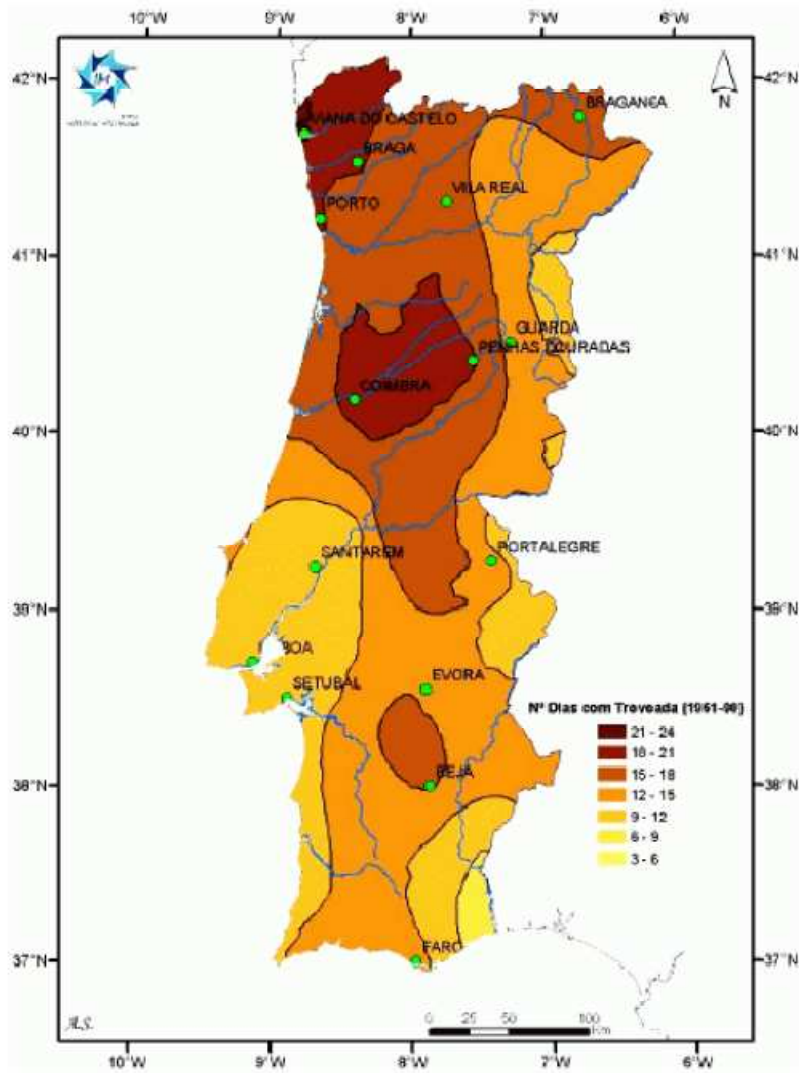 10°W 9°W 8°W 7°W 6°W
42°N 42°N
N
BRAGANCA
VIANA DO CASTELO
BRAGA
VILA REAL
PORTO
41°N 41°N
GUARDA
PENHAS DOURADAS
COIMBRA
40°N 40°N
SANTAREM
PORTALEGRE
39°N 39°N
BOA
SETUBAL
EVORA
Nº Dias com Trovoada (1961-90)
21 - 24
18 - 21
15 - 18
12 - 15
9 - 12
6 - 9
3 - 6
38°N 38°N
BEJA
37°N 37°N
FARO
A.S.
0 25 50 100
Km
10°W 9°W 8°W 7°W 6°W